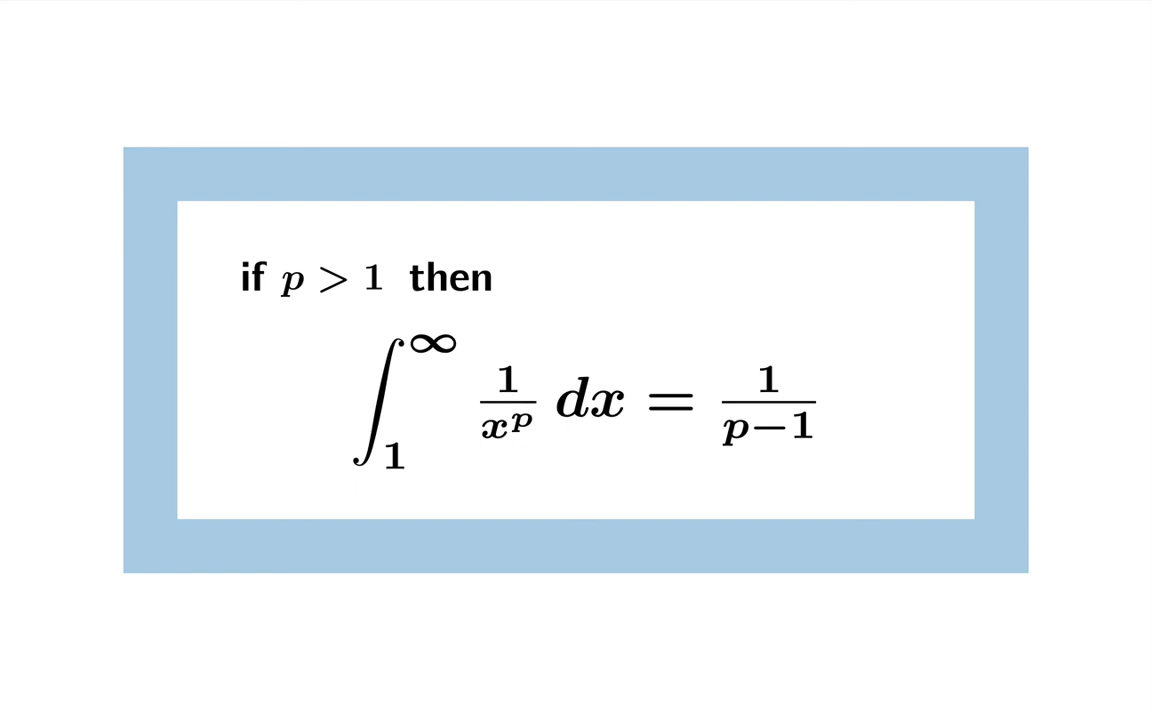 if p > 1 then
∫₁^∞ 1/x^p dx = 1/(p−1)